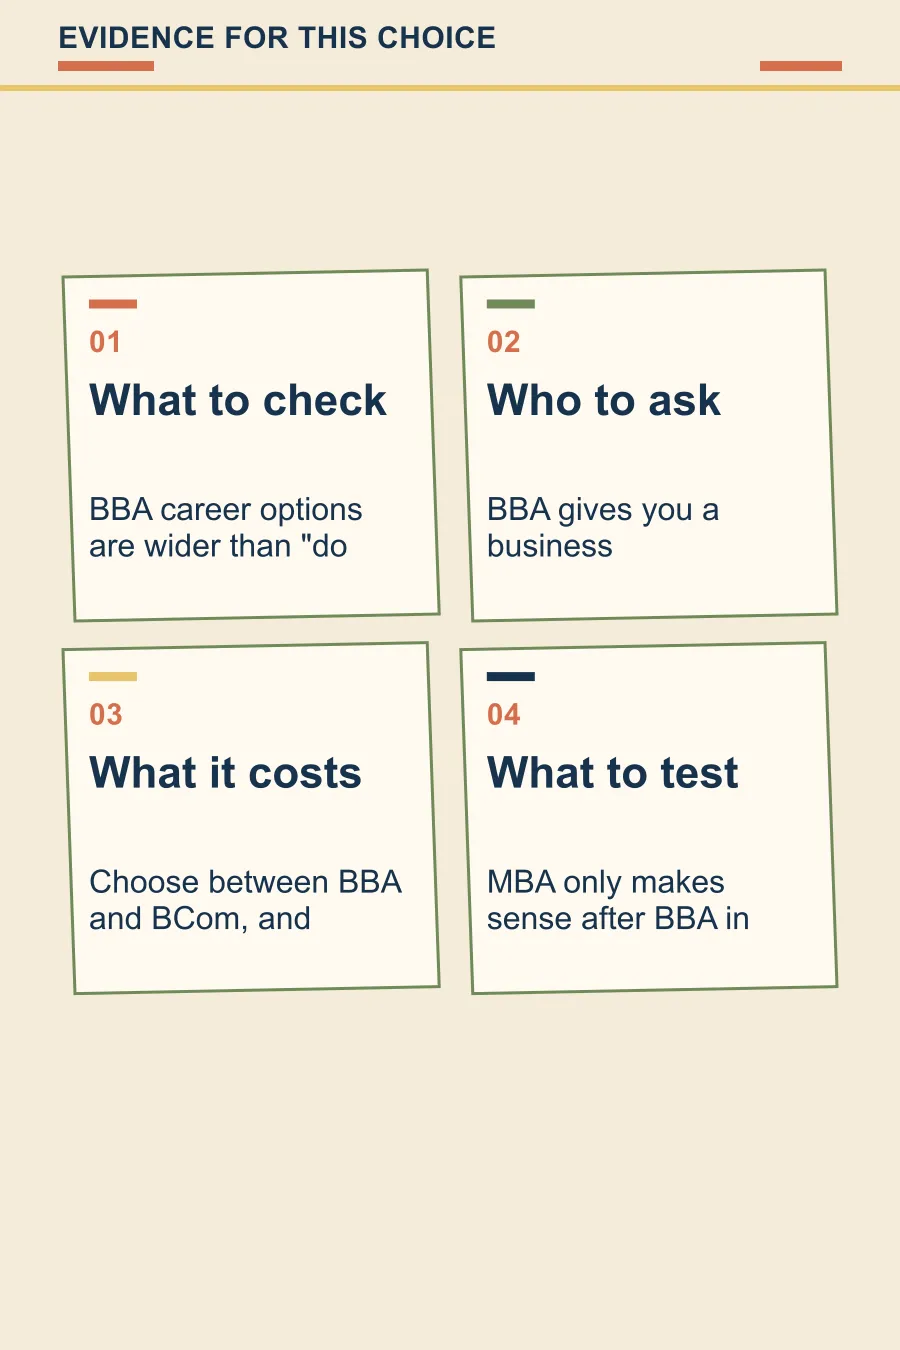 EVIDENCE FOR THIS CHOICE
01
What to check
BBA career options
are wider than "do
02
Who to ask
BBA gives you a
business
03
What it costs
Choose between BBA
and BCom, and
04
What to test
MBA only makes
sense after BBA in